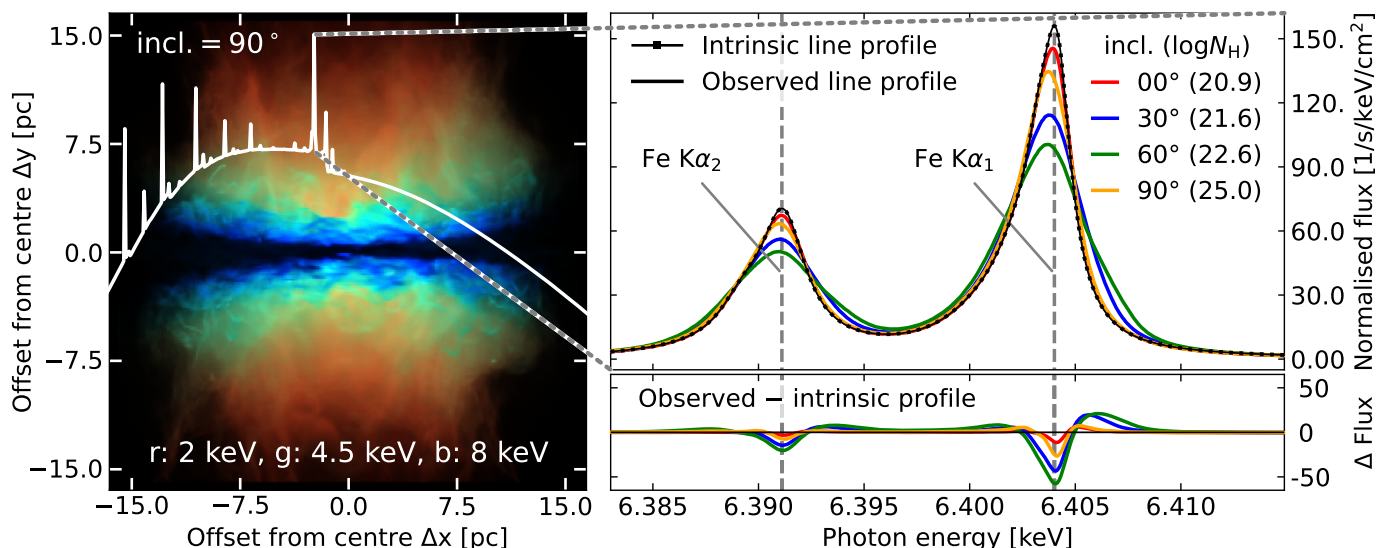 incl. = 90°
15.0
7.5
0.0
−7.5
−15.0
Offset from centre Δy [pc]
r: 2 keV, g: 4.5 keV, b: 8 keV
−15.0 −7.5 0.0 7.5 15.0
Offset from centre Δx [pc]
Intrinsic line profile
Observed line profile
incl. (logN_H)
00° (20.9)
30° (21.6)
60° (22.6)
90° (25.0)
Fe Kα₂
Fe Kα₁
150.
120.
90.0
60.0
30.0
0.00
Normalised flux [1/s/keV/cm²]
Observed − intrinsic profile
50
0
-50
Δ Flux
6.385 6.390 6.395 6.400 6.405 6.410
Photon energy [keV]